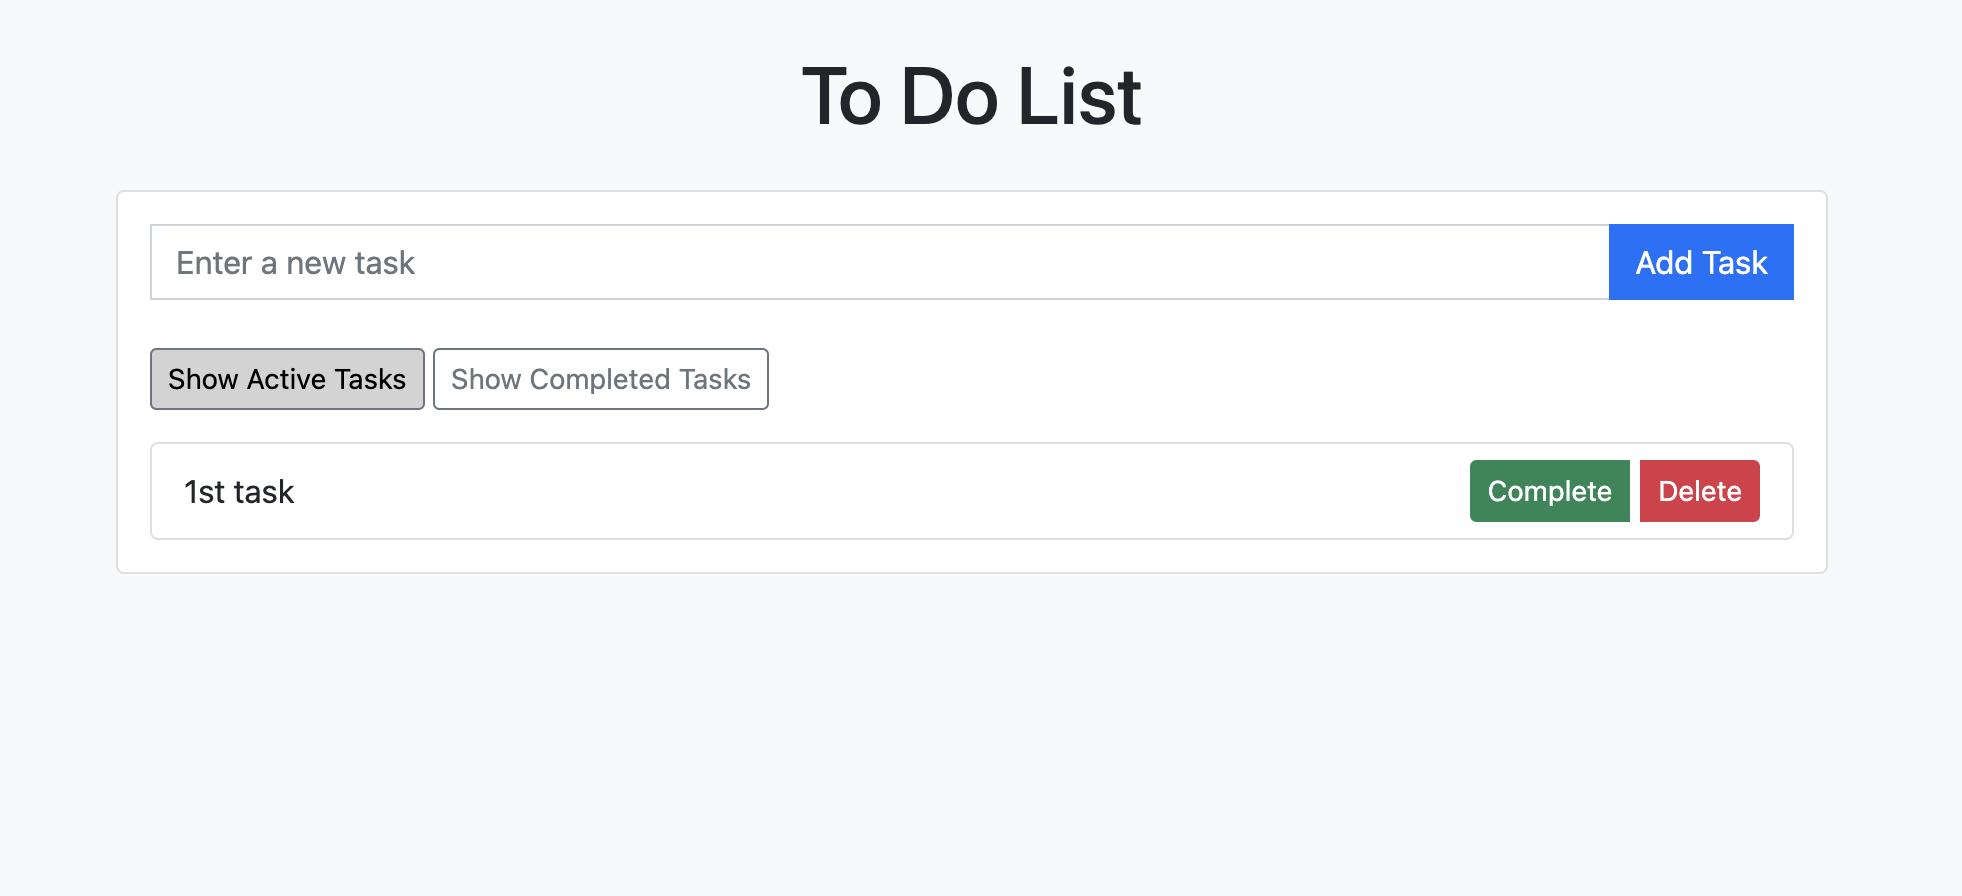 To Do List
Enter a new task Add Task
Show Active Tasks Show Completed Tasks
1st task Complete Delete